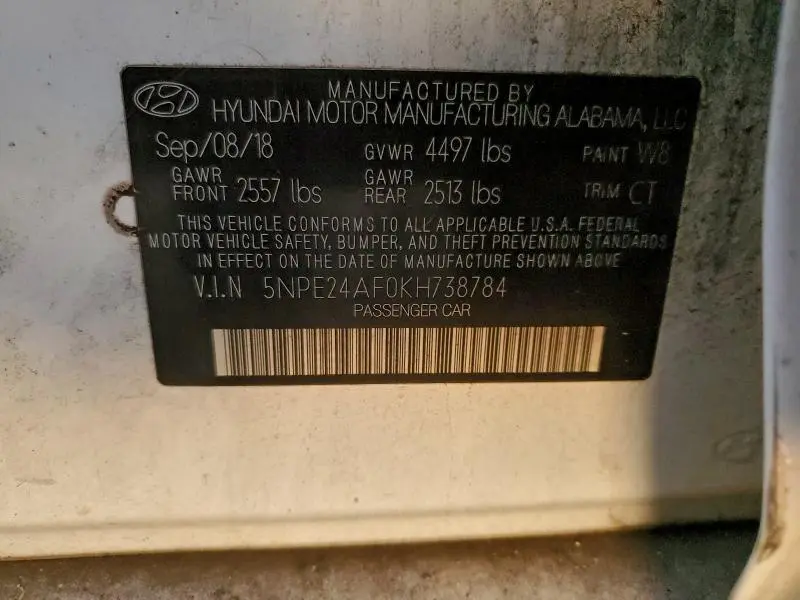 MANUFACTURED BY
HYUNDAI MOTOR MANUFACTURING ALABAMA, LLC
Sep/08/18 GVWR 4497 lbs PAINT W8
GAWR FRONT 2557 lbs GAWR REAR 2513 lbs TRIM CT
THIS VEHICLE CONFORMS TO ALL APPLICABLE U.S.A. FEDERAL
MOTOR VEHICLE SAFETY, BUMPER, AND THEFT PREVENTION STANDARDS
IN EFFECT ON THE DATE OF MANUFACTURE SHOWN ABOVE
V.I.N 5NPE24AF0KH738784
PASSENGER CAR